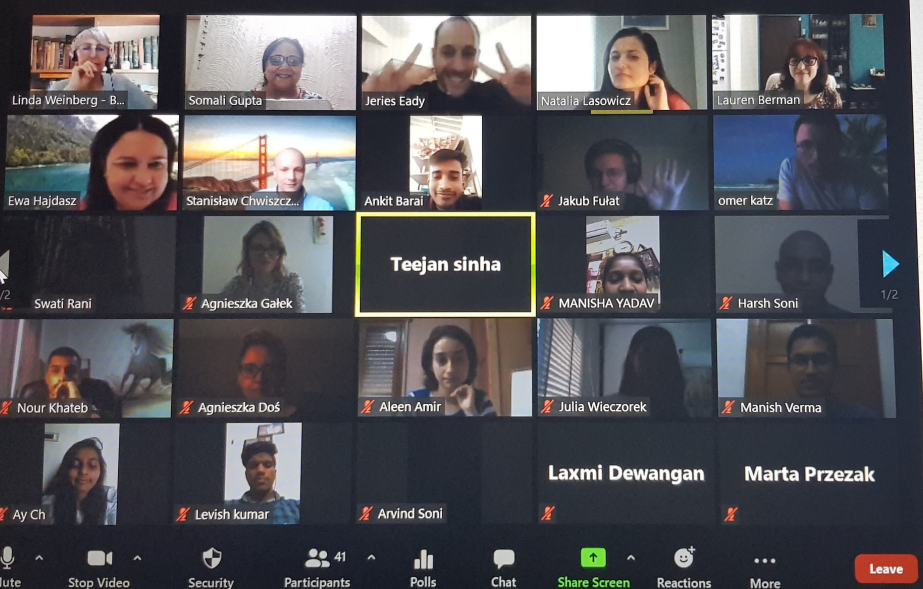 Linda Weinberg - B...
Somali Gupta
Jeries Eady
Natalia Lasowicz
Lauren Berman
Ewa Hajdasz
Stanisław Chwiszcz...
Ankit Barai
Jakub Fułat
omer katz
/2
Swati Rani
Agnieszka Gałek
Teejan sinha
MANISHA YADAV
Harsh Soni
1/2
Nour Khateb
Agnieszka Doś
Aleen Amir
Julia Wieczorek
Manish Verma
Ay Ch
Levish kumar
Arvind Soni
Laxmi Dewangan
Marta Przezak
41
lute
Stop Video
Security
Participants
Polls
Chat
Share Screen
Reactions
More
Leave